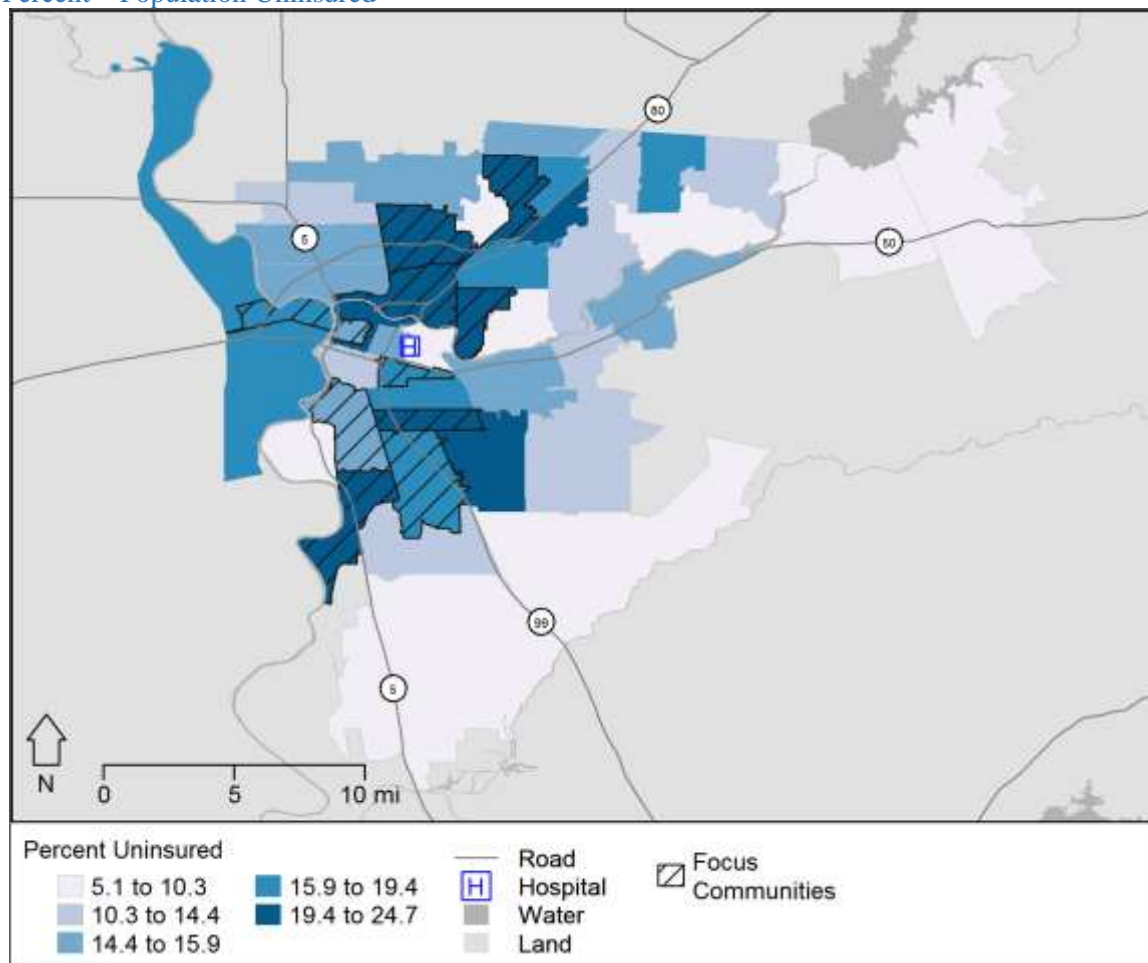 Percent Population Uninsured
80
5
50
H
99
5
N
0 5 10 mi
Percent Uninsured
5.1 to 10.3
10.3 to 14.4
14.4 to 15.9
15.9 to 19.4
19.4 to 24.7
Road
H Hospital
Water
Land
Focus
Communities